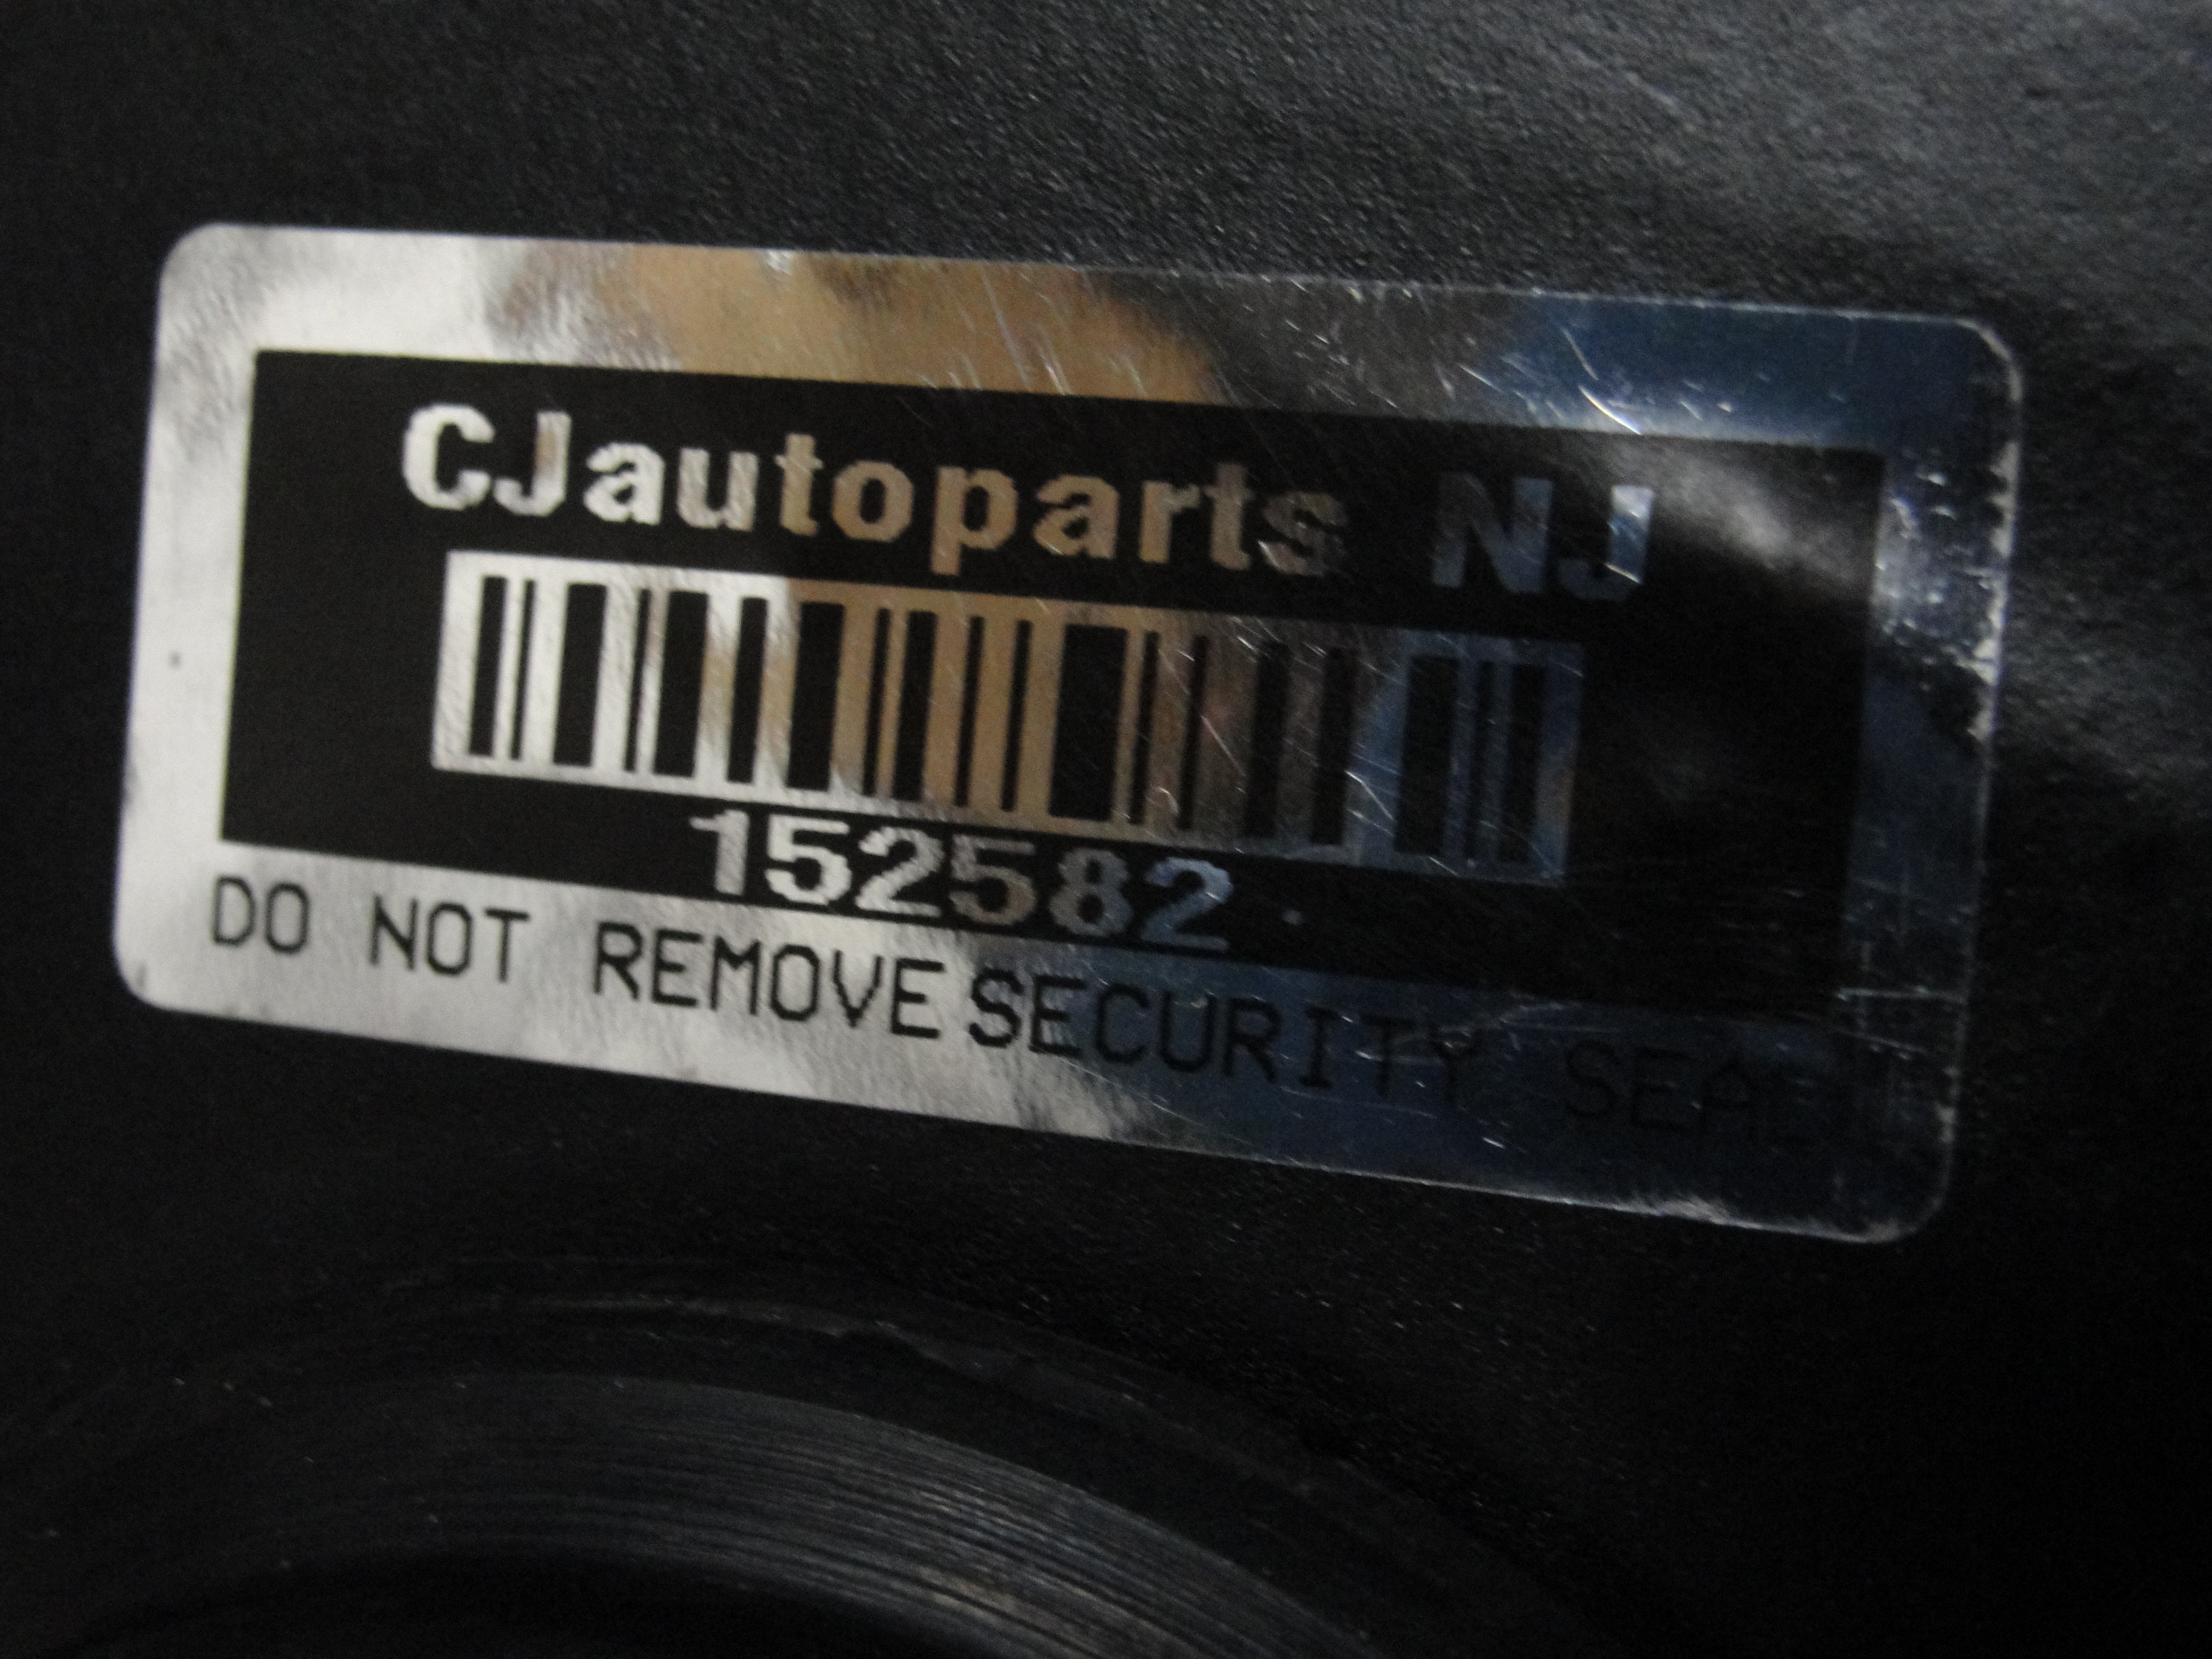 CJautoparts NJ
152582
DO NOT REMOVE SECURITY SEAL